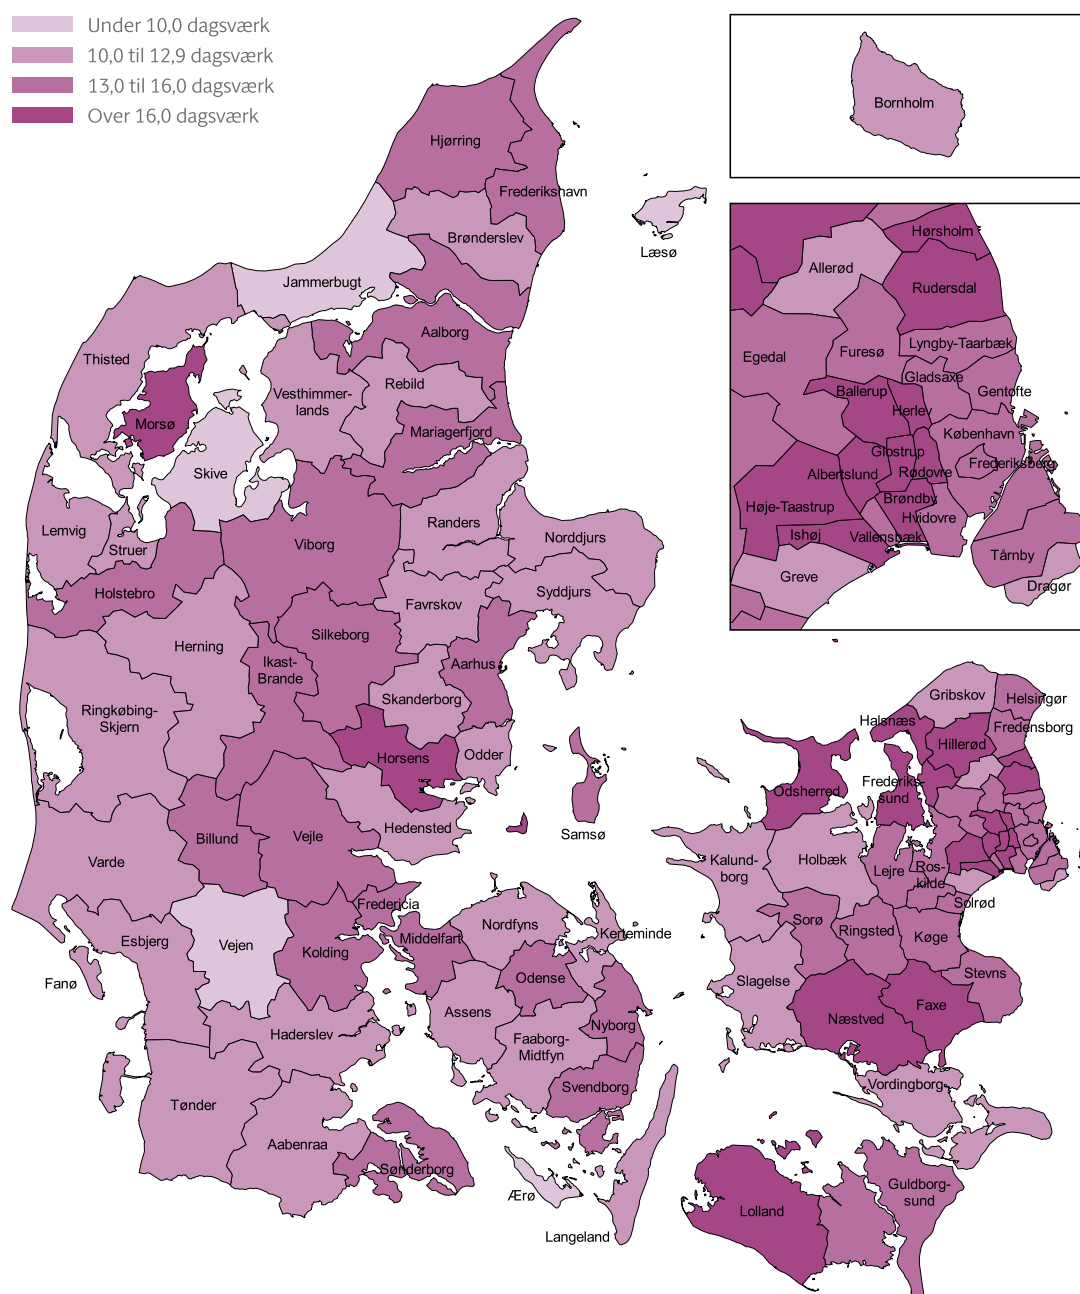 Under 10,0 dagsværk
10,0 til 12,9 dagsværk
13,0 til 16,0 dagsværk
Over 16,0 dagsværk
Hjørring
Frederikshavn
Brønderslev
Læsø
Jammerbugt
Aalborg
Thisted
Rebild
Vesthimmer-
lands
Morsø
Mariagerfjord
Skive
Lemvig
Struer
Viborg
Randers
Norddjurs
Holstebro
Favrskov
Syddjurs
Herning
Silkeborg
Ikast-
Brande
Aarhus
Skanderborg
Ringkøbing-
Skjern
Horsens
Odder
Samsø
Billund
Vejle
Hedensted
Varde
Fredericia
Esbjerg
Vejen
Kolding
Middelfart
Nordfyns
Kerteminde
Fanø
Odense
Assens
Haderslev
Faaborg-
Midtfyn
Nyborg
Svendborg
Tønder
Aabenraa
Sønderborg
Ærø
Langeland
Bornholm
Hørsholm
Allerød
Rudersdal
Egedal
Furesø
Lyngby-Taarbæk
Gladsaxe
Gentofte
Ballerup
Herlev
København
Glostrup
Frederiksberg
Albertslund
Rødovre
Brøndby
Høje-Taastrup
Hvidovre
Ishøj
Vallensbæk
Tårnby
Greve
Dragør
Gribskov
Helsingør
Halsnæs
Fredensborg
Hillerød
Odsherred
Frederiks-
sund
Kalund-
borg
Holbæk
Lejre
Ros-
kilde
Solrød
Sorø
Ringsted
Køge
Slagelse
Stevns
Næstved
Faxe
Vordingborg
Guldborg-
sund
Lolland